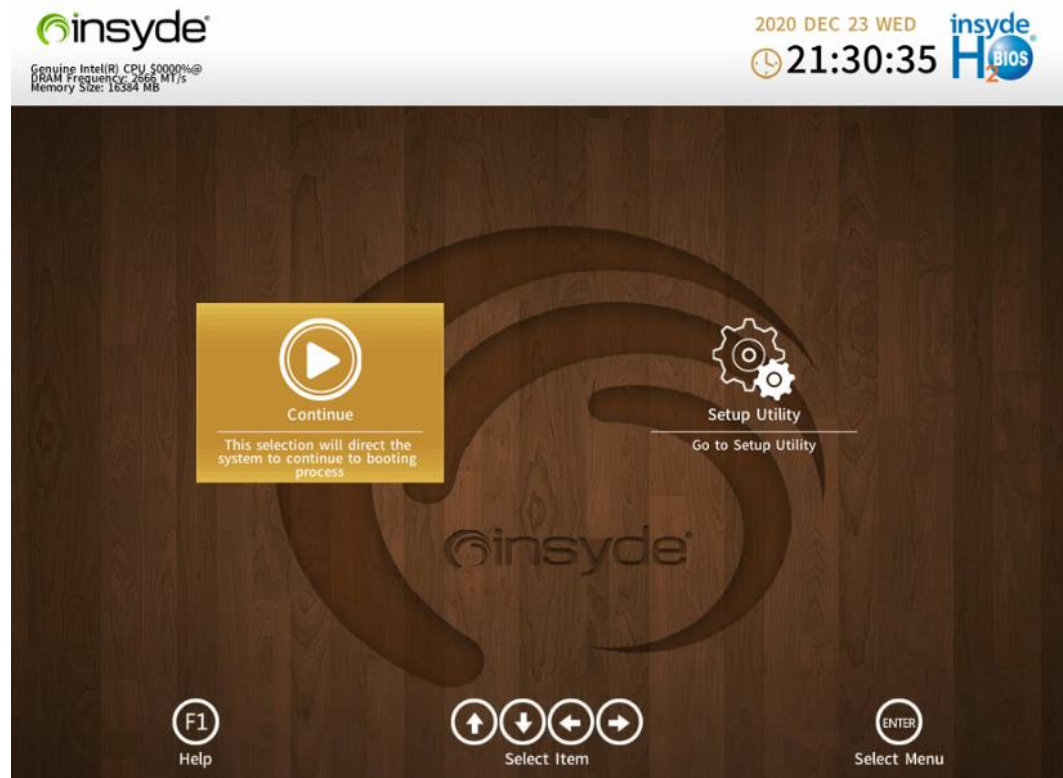 insyde®
Genuine Intel(R) CPU $0000%@
DRAM Frequency: 2666 MT/s
Memory Size: 16384 MB
2020 DEC 23 WED
21:30:35
insyde®
H2BIOS
Continue
This selection will direct the
system to continue to booting
process
Setup Utility
Go to Setup Utility
insyde®
F1
Help
Select Item
ENTER
Select Menu